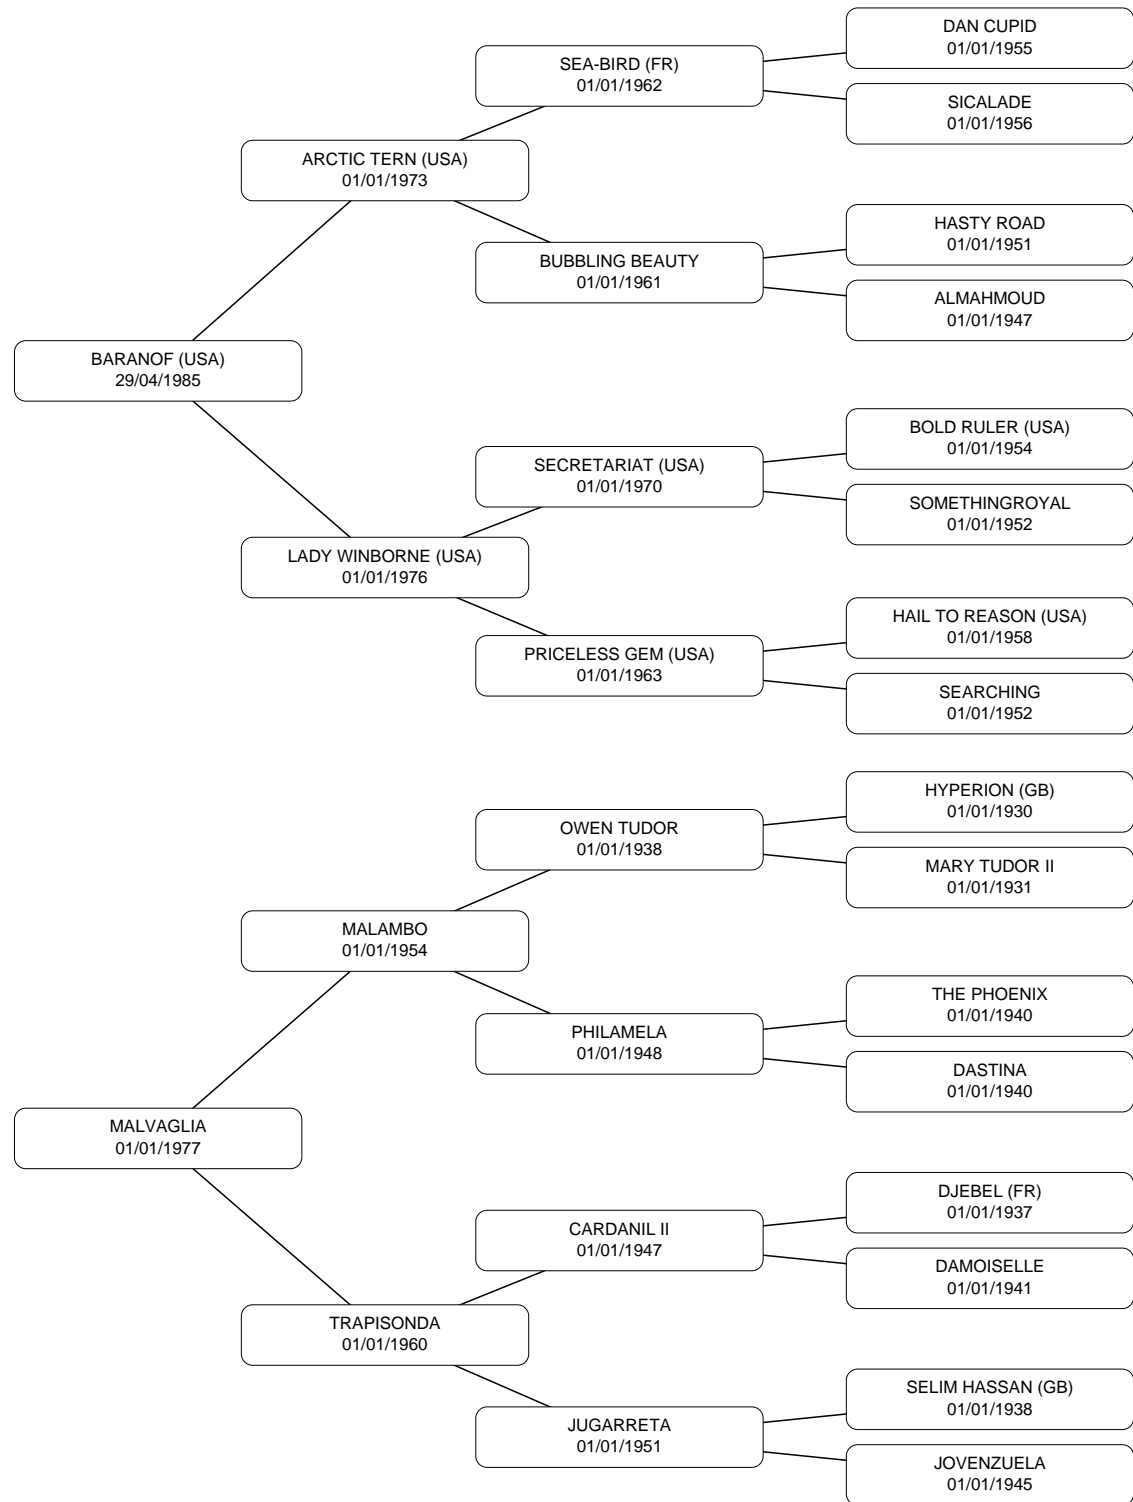 DAN CUPID
01/01/1955
SEA-BIRD (FR)
01/01/1962
SICALADE
01/01/1956
ARCTIC TERN (USA)
01/01/1973
HASTY ROAD
01/01/1951
BUBBLING BEAUTY
01/01/1961
ALMAHMOUD
01/01/1947
BARANOF (USA)
29/04/1985
BOLD RULER (USA)
01/01/1954
SECRETARIAT (USA)
01/01/1970
SOMETHINGROYAL
01/01/1952
LADY WINBORNE (USA)
01/01/1976
HAIL TO REASON (USA)
01/01/1958
PRICELESS GEM (USA)
01/01/1963
SEARCHING
01/01/1952
HYPERION (GB)
01/01/1930
OWEN TUDOR
01/01/1938
MARY TUDOR II
01/01/1931
MALAMBO
01/01/1954
THE PHOENIX
01/01/1940
PHILAMELA
01/01/1948
DASTINA
01/01/1940
MALVAGLIA
01/01/1977
DJEBEL (FR)
01/01/1937
CARDANIL II
01/01/1947
DAMOISELLE
01/01/1941
TRAPISONDA
01/01/1960
SELIM HASSAN (GB)
01/01/1938
JUGARRETA
01/01/1951
JOVENZUELA
01/01/1945